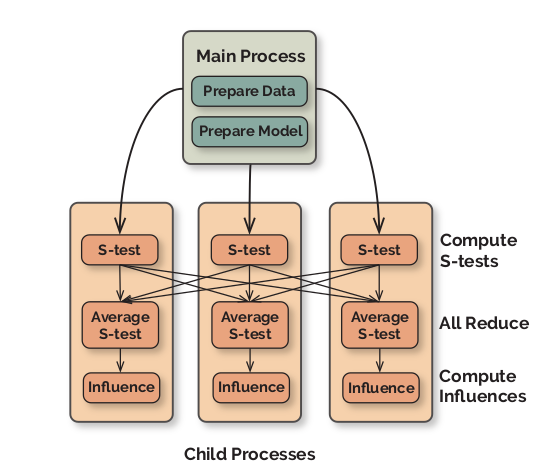 Main Process
Prepare Data
Prepare Model
S-test
S-test
S-test
Compute
S-tests
Average
S-test
Average
S-test
Average
S-test
All Reduce
Influence
Influence
Influence
Compute
Influences
Child Processes